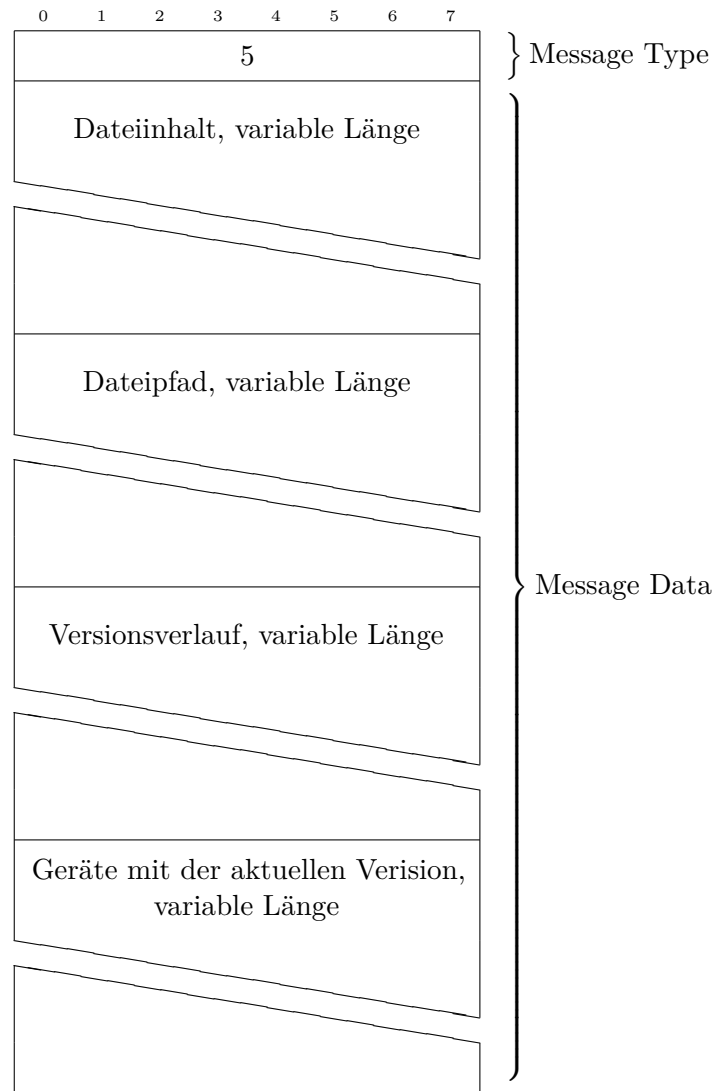 0 1 2 3 4 5 6 7
5
Message Type
Dateiinhalt, variable Länge
Dateipfad, variable Länge
Message Data
Versionsverlauf, variable Länge
Geräte mit der aktuellen Verision,
variable Länge